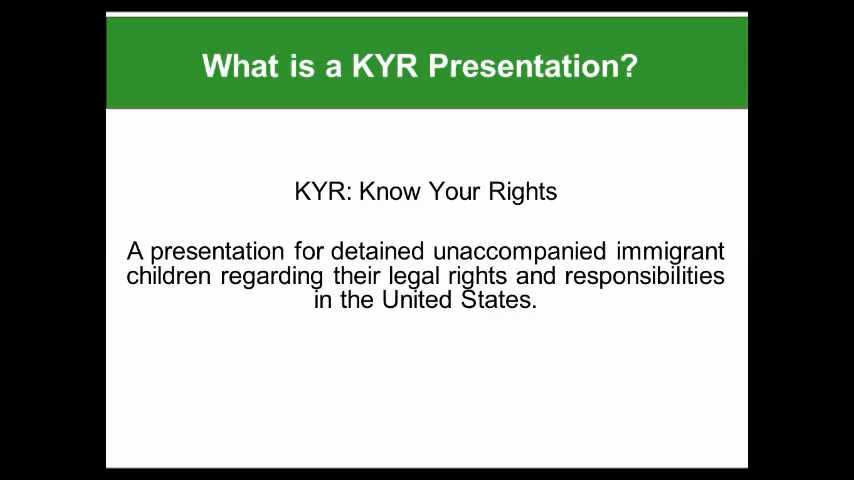 What is a KYR Presentation?
KYR: Know Your Rights
A presentation for detained unaccompanied immigrant
children regarding their legal rights and responsibilities
in the United States.